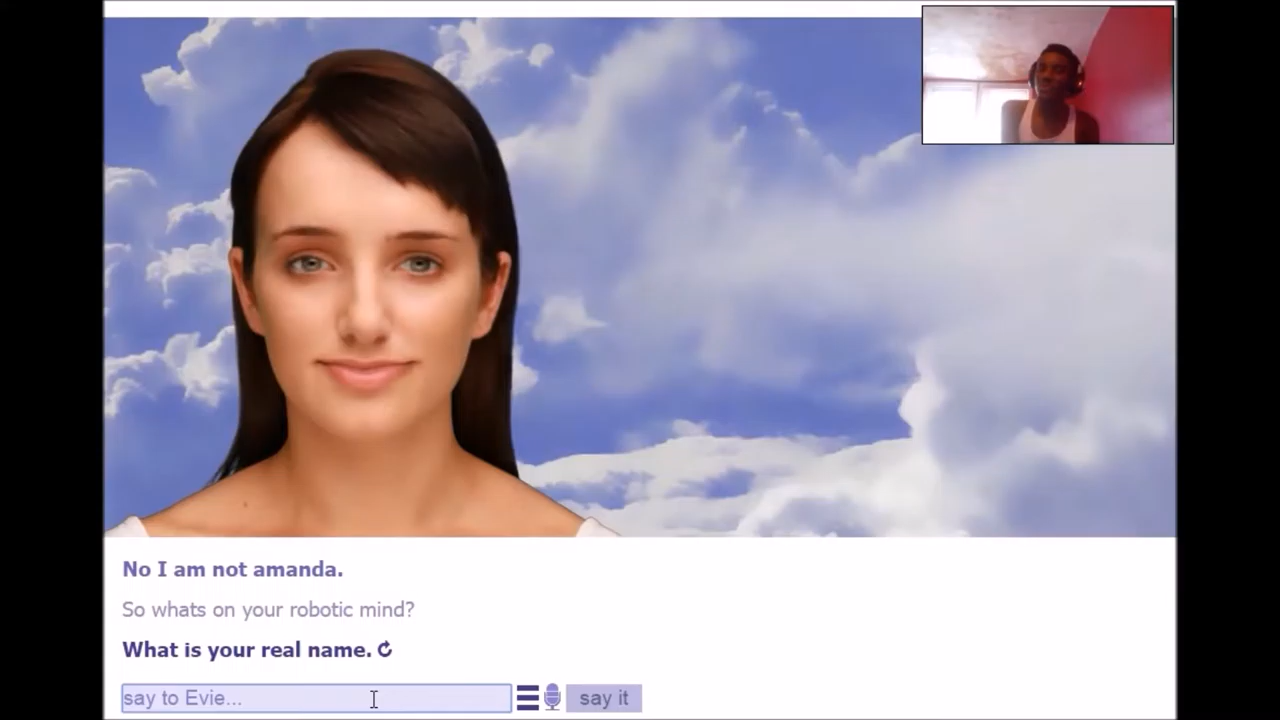 No I am not amanda.
So whats on your robotic mind?
What is your real name.
say to Evie...
say it